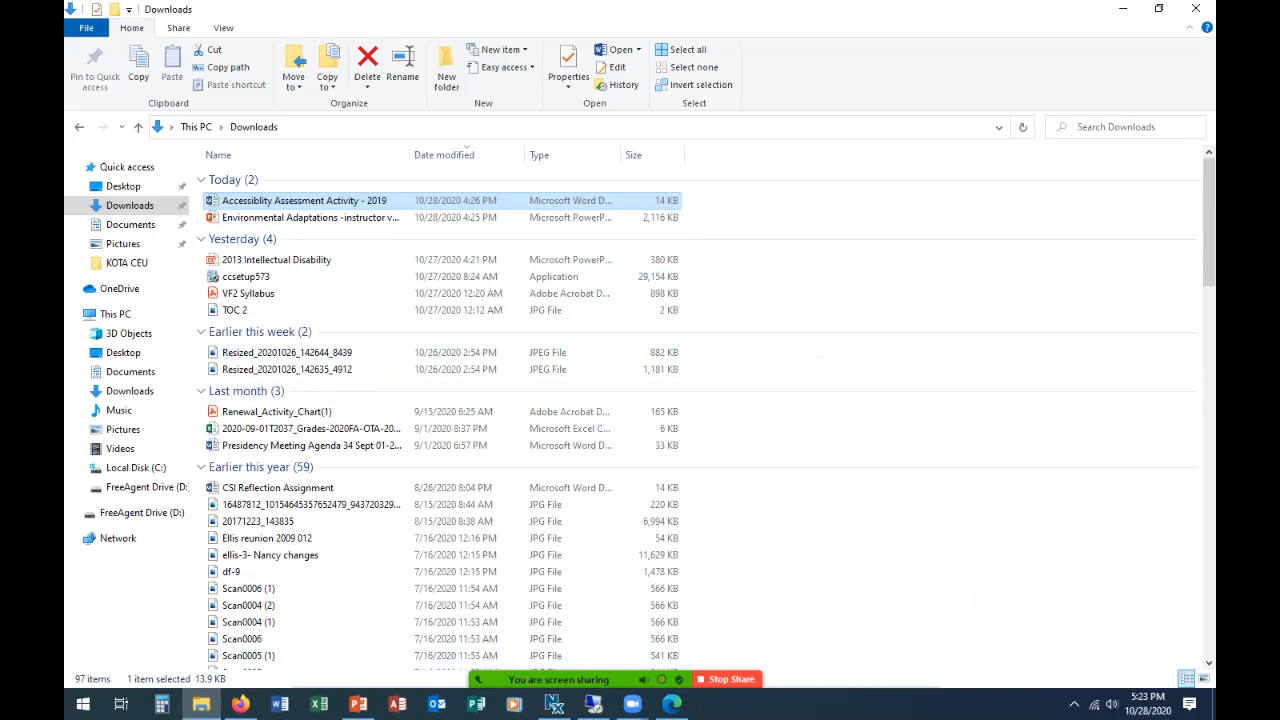 Downloads
File Home Share View
Pin to Quick access
Copy
Paste
Cut
Copy path
Paste shortcut
Clipboard
Move to
Copy to
Delete
Rename
Organize
New folder
New item
Easy access
New
Properties
Open
Edit
History
Open
Select all
Select none
Invert selection
Select
This PC › Downloads
Search Downloads
Name Date modified Type Size
Quick access
Desktop
Downloads
Documents
Pictures
KOTA CEU
OneDrive
This PC
3D Objects
Desktop
Documents
Downloads
Music
Pictures
Videos
Local Disk (C:)
FreeAgent Drive (D:
FreeAgent Drive (D:)
Network
Today (2)
Accessiblity Assessment Activity - 2019 10/28/2020 4:26 PM Microsoft Word D... 14 KB
Environmental Adaptations -instructor v... 10/28/2020 4:25 PM Microsoft PowerP... 2,116 KB
Yesterday (4)
2013 Intellectual Disability 10/27/2020 4:21 PM Microsoft PowerP... 380 KB
ccsetup573 10/27/2020 8:24 AM Application 29,154 KB
VF2 Syllabus 10/27/2020 12:20 AM Adobe Acrobat D... 898 KB
TOC 2 10/27/2020 12:12 AM JPG File 2 KB
Earlier this week (2)
Resized_20201026_142644_8439 10/26/2020 2:54 PM JPEG File 882 KB
Resized_20201026_142635_4912 10/26/2020 2:54 PM JPEG File 1,181 KB
Last month (3)
Renewal_Activity_Chart(1) 9/15/2020 6:25 AM Adobe Acrobat D... 165 KB
2020-09-01T2037_Grades-2020FA-OTA-20... 9/1/2020 8:37 PM Microsoft Excel C... 6 KB
Presidency Meeting Agenda 34 Sept 01-2... 9/1/2020 6:57 PM Microsoft Word D... 33 KB
Earlier this year (59)
CSI Reflection Assignment 8/26/2020 8:04 PM Microsoft Word D... 14 KB
16487812_10154645357652479_943720329... 8/15/2020 8:44 AM JPG File 220 KB
20171223_143835 8/15/2020 8:38 AM JPG File 6,994 KB
Ellis reunion 2009 012 7/16/2020 12:16 PM JPG File 54 KB
ellis-3- Nancy changes 7/16/2020 12:15 PM JPG File 11,629 KB
df-9 7/16/2020 12:15 PM JPG File 1,478 KB
Scan0006 (1) 7/16/2020 11:54 AM JPG File 566 KB
Scan0004 (2) 7/16/2020 11:54 AM JPG File 566 KB
Scan0004 (1) 7/16/2020 11:53 AM JPG File 566 KB
Scan0006 7/16/2020 11:53 AM JPG File 566 KB
Scan0005 (1) 7/16/2020 11:53 AM JPG File 541 KB
97 items 1 item selected 13.9 KB
You are screen sharing
Stop Share
5:23 PM
10/28/2020